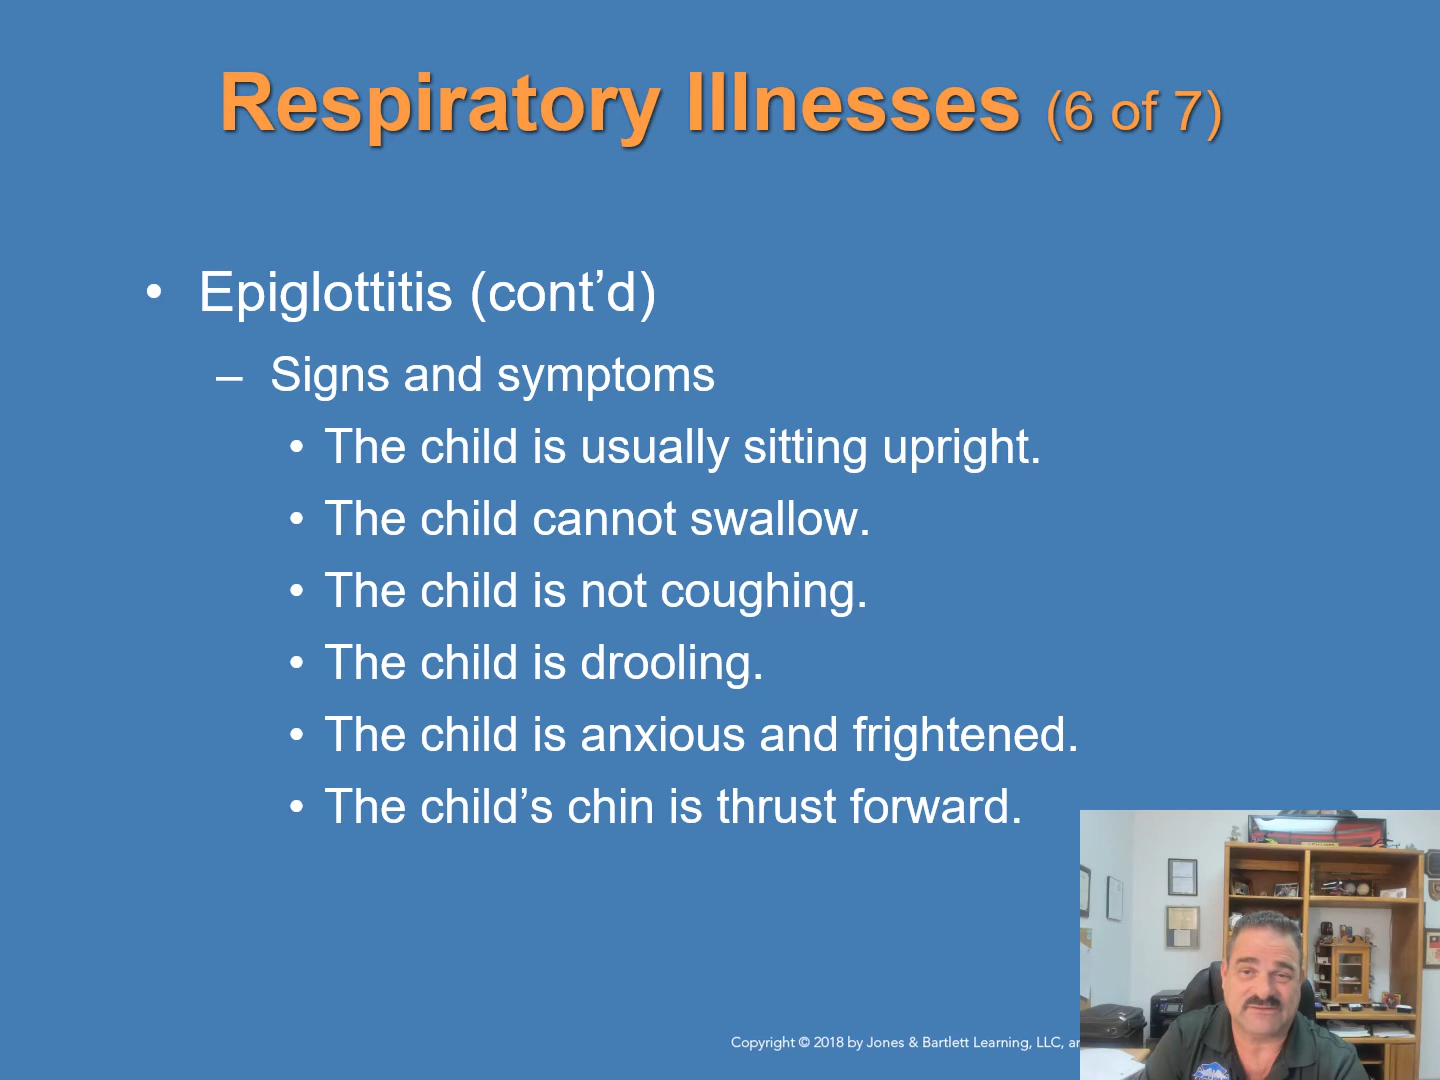 Respiratory Illnesses (6 of 7)
• Epiglottitis (cont’d)
– Signs and symptoms
• The child is usually sitting upright.
• The child cannot swallow.
• The child is not coughing.
• The child is drooling.
• The child is anxious and frightened.
• The child’s chin is thrust forward.
Copyright © 2018 by Jones & Bartlett Learning, LLC, an